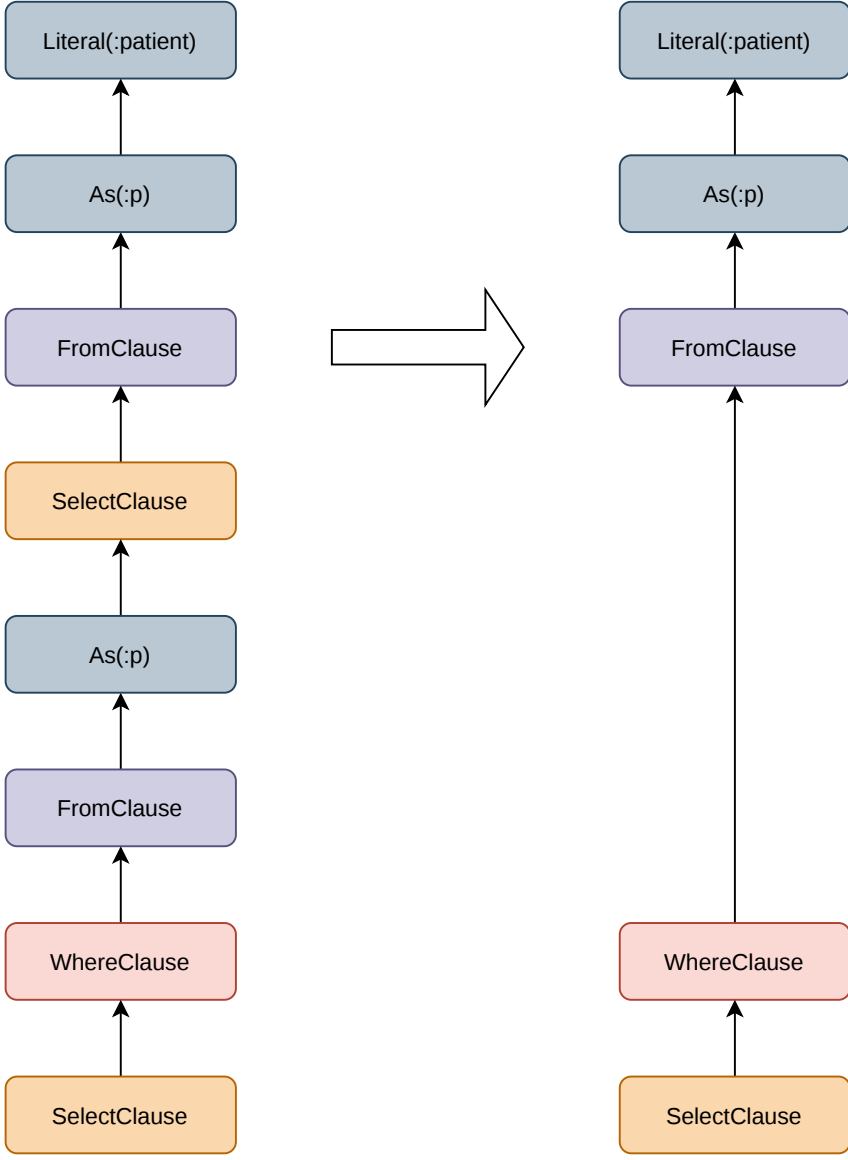 Literal(:patient)
As(:p)
FromClause
SelectClause
As(:p)
FromClause
WhereClause
SelectClause
Literal(:patient)
As(:p)
FromClause
WhereClause
SelectClause